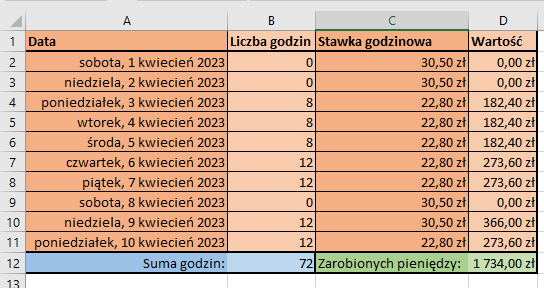 A B C D
1 Data Liczba godzin Stawka godzinowa Wartość
2 sobota, 1 kwiecień 2023 0 30,50 zł 0,00 zł
3 niedziela, 2 kwiecień 2023 0 30,50 zł 0,00 zł
4 poniedziałek, 3 kwiecień 2023 8 22,80 zł 182,40 zł
5 wtorek, 4 kwiecień 2023 8 22,80 zł 182,40 zł
6 środa, 5 kwiecień 2023 8 22,80 zł 182,40 zł
7 czwartek, 6 kwiecień 2023 12 22,80 zł 273,60 zł
8 piątek, 7 kwiecień 2023 12 22,80 zł 273,60 zł
9 sobota, 8 kwiecień 2023 0 30,50 zł 0,00 zł
10 niedziela, 9 kwiecień 2023 12 30,50 zł 366,00 zł
11 poniedziałek, 10 kwiecień 2023 12 22,80 zł 273,60 zł
12 Suma godzin: 72 Zarobionych pieniędzy: 1 734,00 zł
13